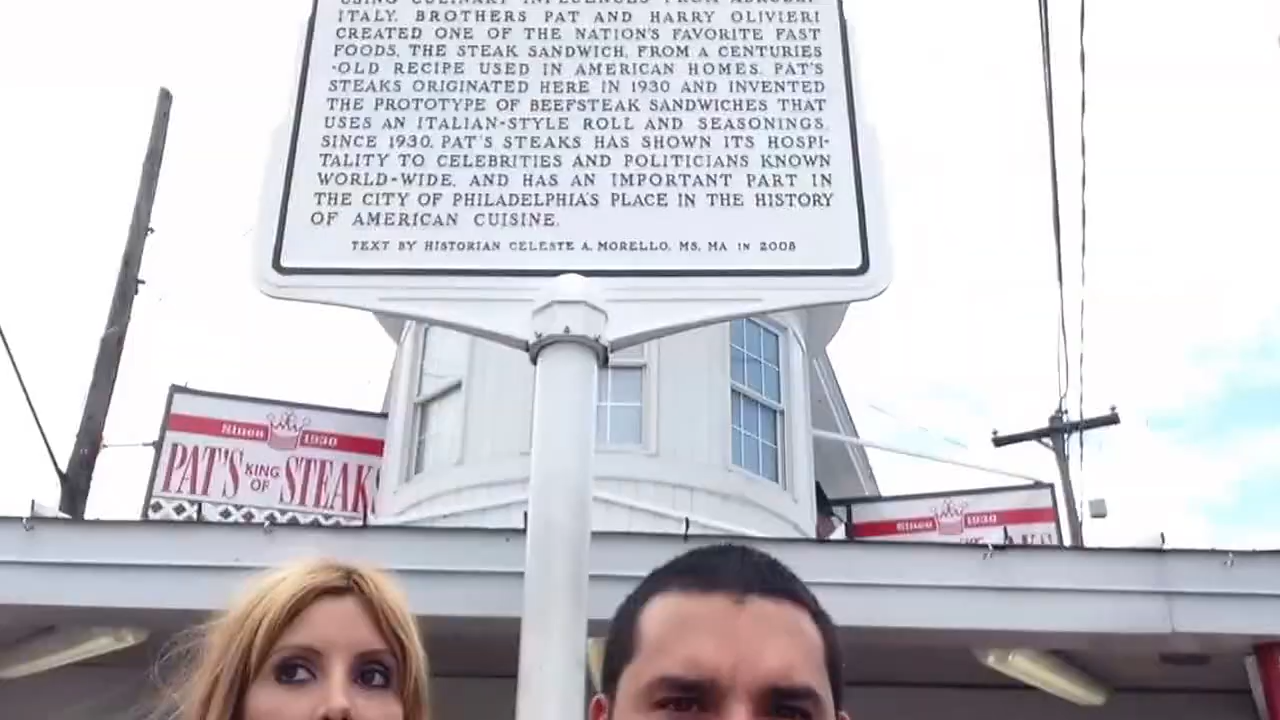 USING CULINARY INFLUENCES FROM ABRUZZI,
ITALY, BROTHERS PAT AND HARRY OLIVIERI
CREATED ONE OF THE NATION'S FAVORITE FAST
FOODS, THE STEAK SANDWICH, FROM A CENTURIES
-OLD RECIPE USED IN AMERICAN HOMES. PAT'S
STEAKS ORIGINATED HERE IN 1930 AND INVENTED
THE PROTOTYPE OF BEEFSTEAK SANDWICHES THAT
USES AN ITALIAN-STYLE ROLL AND SEASONINGS.
SINCE 1930, PAT'S STEAKS HAS SHOWN ITS HOSPI-
TALITY TO CELEBRITIES AND POLITICIANS KNOWN
WORLD-WIDE, AND HAS AN IMPORTANT PART IN
THE CITY OF PHILADELPHIA'S PLACE IN THE HISTORY
OF AMERICAN CUISINE.
TEXT BY HISTORIAN CELESTE A. MORELLO, MS, MA IN 2008
Since 1930
PAT'S KING OF STEAKS
Since 1930